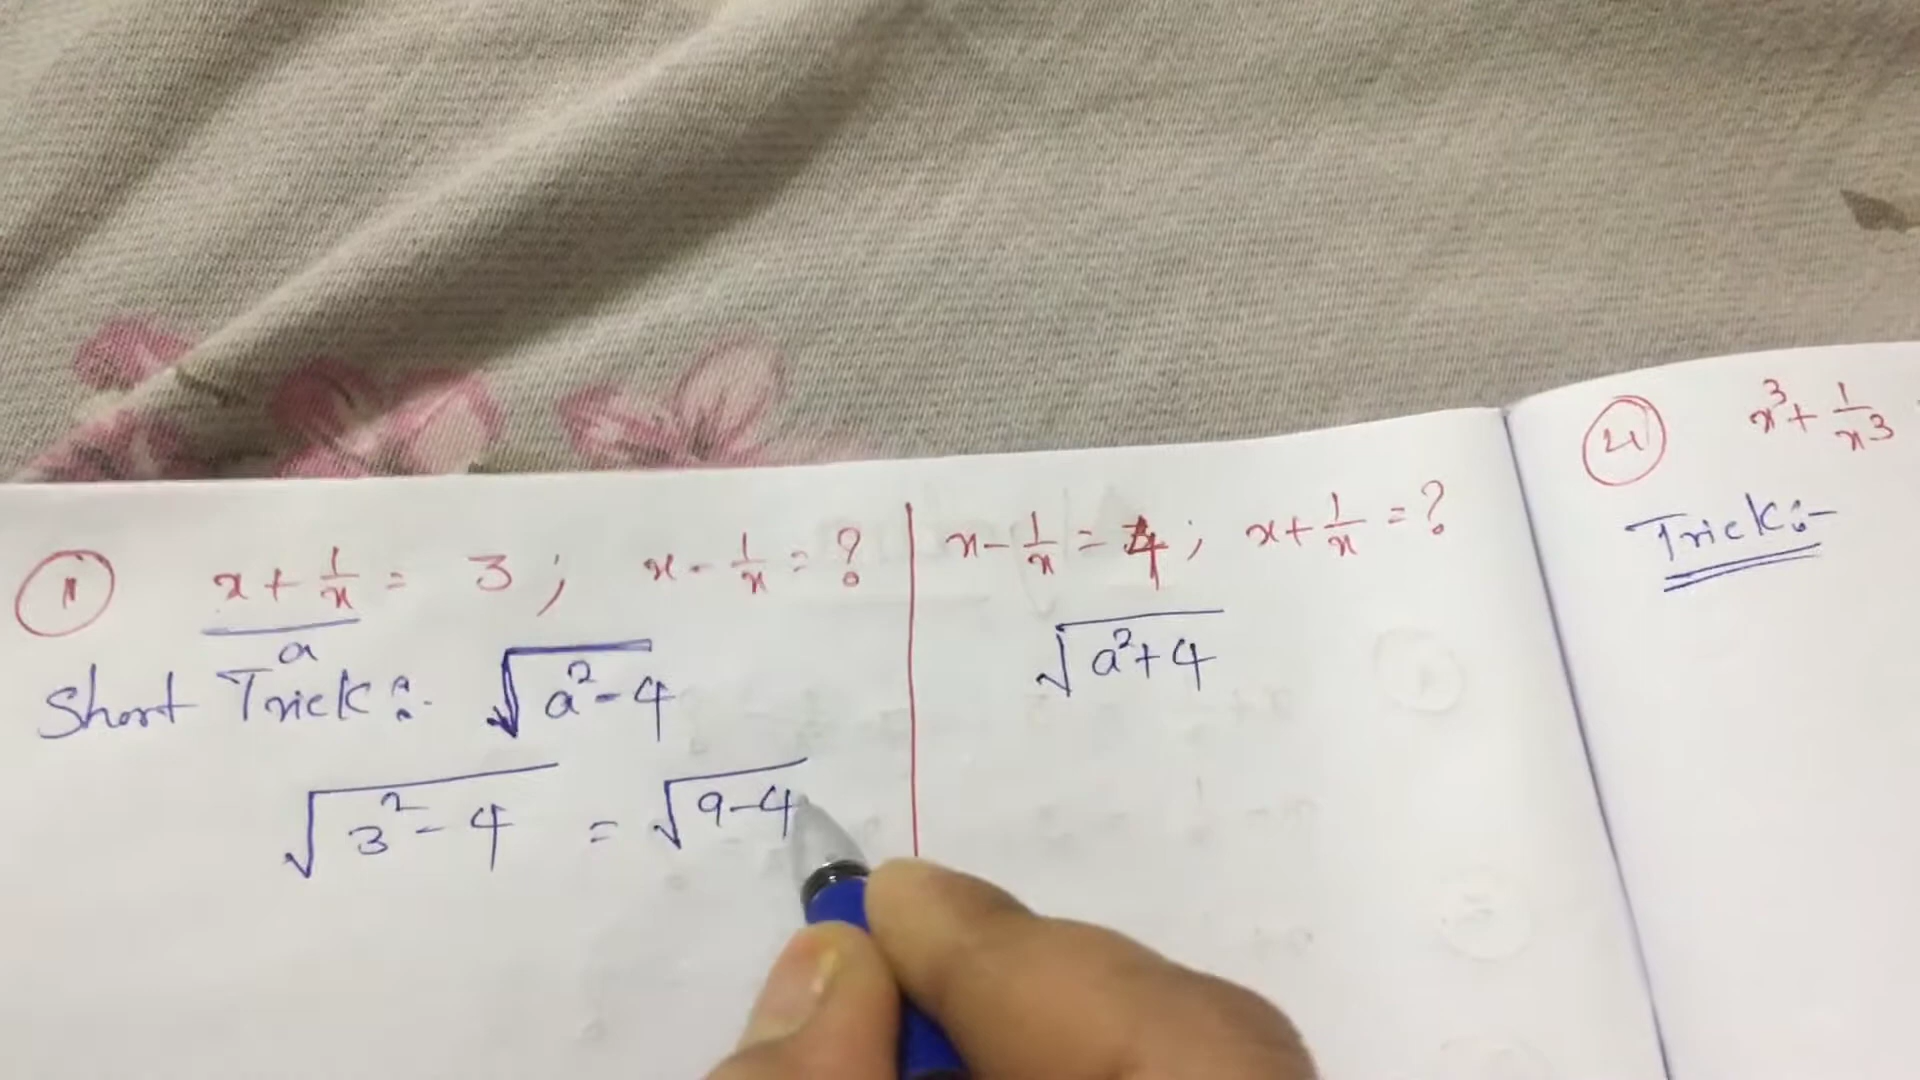 ① x + 1/x = 3 ; x - 1/x = ?
a
Short Trick:- √(a² - 4)
√(3² - 4) = √(9-4
x - 1/x = 4 ; x + 1/x = ?
√(a² + 4)
x³ + 1/x³
Trick:-